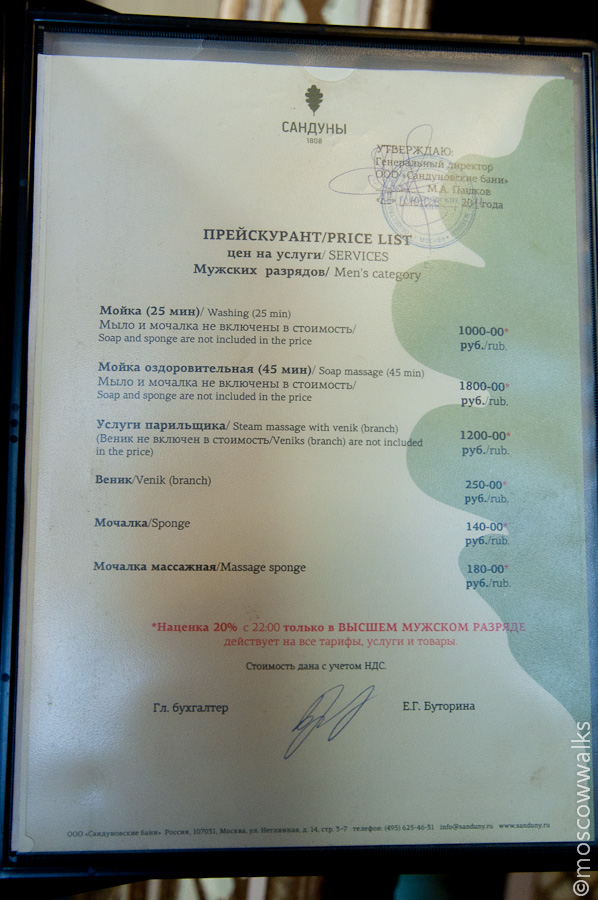 САНДУНЫ
1808
УТВЕРЖДАЮ:
Генеральный директор
ООО «Сандуновские бани»
М.А. Пашков
года
ПРЕЙСКУРАНТ/PRICE LIST
цен на услуги/ SERVICES
Мужских разрядов/ Men's category
Мойка (25 мин)/ Washing (25 min)
Мыло и мочалка не включены в стоимость/
Soap and sponge are not included in the price
1000-00*
руб./rub.
Мойка оздоровительная (45 мин)/ Soap massage (45 min)
Мыло и мочалка не включены в стоимость/
Soap and sponge are not included in the price
1800-00*
руб./rub.
Услуги парильщика/ Steam massage with venik (branch)
(Веник не включен в стоимость/Veniks (branch) are not included
in the price)
1200-00*
руб./rub.
Веник/Venik (branch)
250-00*
руб./rub.
Мочалка/Sponge
140-00*
руб./rub.
Мочалка массажная/Massage sponge
180-00*
руб./rub.
*Наценка 20% с 22:00 только в ВЫСШЕМ МУЖСКОМ РАЗРЯДЕ
действует на все тарифы, услуги и товары.
Стоимость дана с учетом НДС.
Гл. бухгалтер
Е.Г. Буторина
ООО «Сандуновские бани» Россия, 107031, Москва, ул. Неглинная, д. 14, стр. 3-7 телефон: (495) 625-46-31 info@sanduny.ru www.sanduny.ru
©moscowwalks